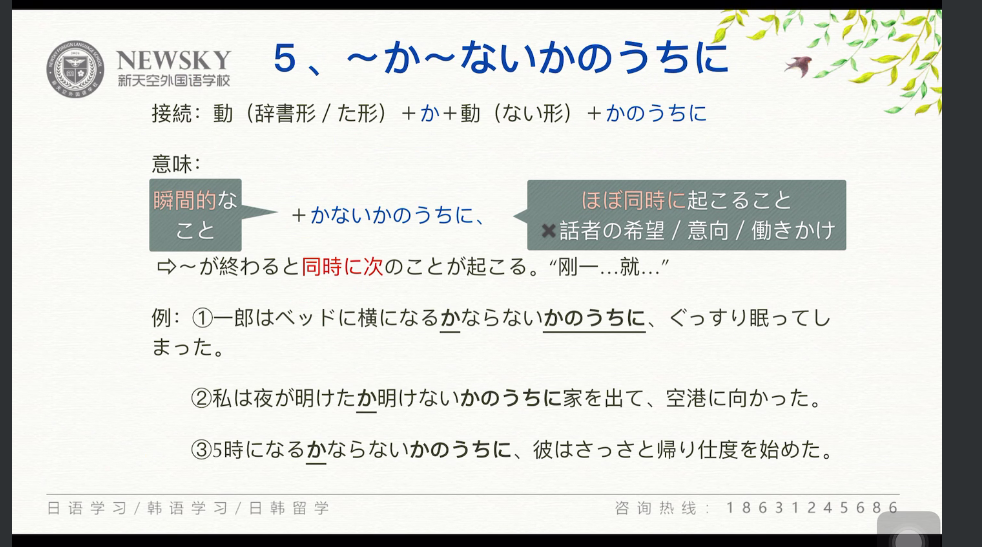 NEWSKY
新天空外国语学校
５、～か～ないかのうちに
接続：動（辞書形 / た形）＋か＋動（ない形）＋かのうちに
意味：
瞬間的な
こと
＋かないかのうちに、
ほぼ同時に起こること
✖話者の希望 / 意向 / 働きかけ
⇨～が終わると同時に次のことが起こる。“刚一…就…”
例：①一郎はベッドに横になるかならないかのうちに、ぐっすり眠ってし
まった。
②私は夜が明けたか明けないかのうちに家を出て、空港に向かった。
③5時になるかならないかのうちに、彼はさっさと帰り仕度を始めた。
日语学习/韩语学习/日韩留学
咨询热线：18631245686